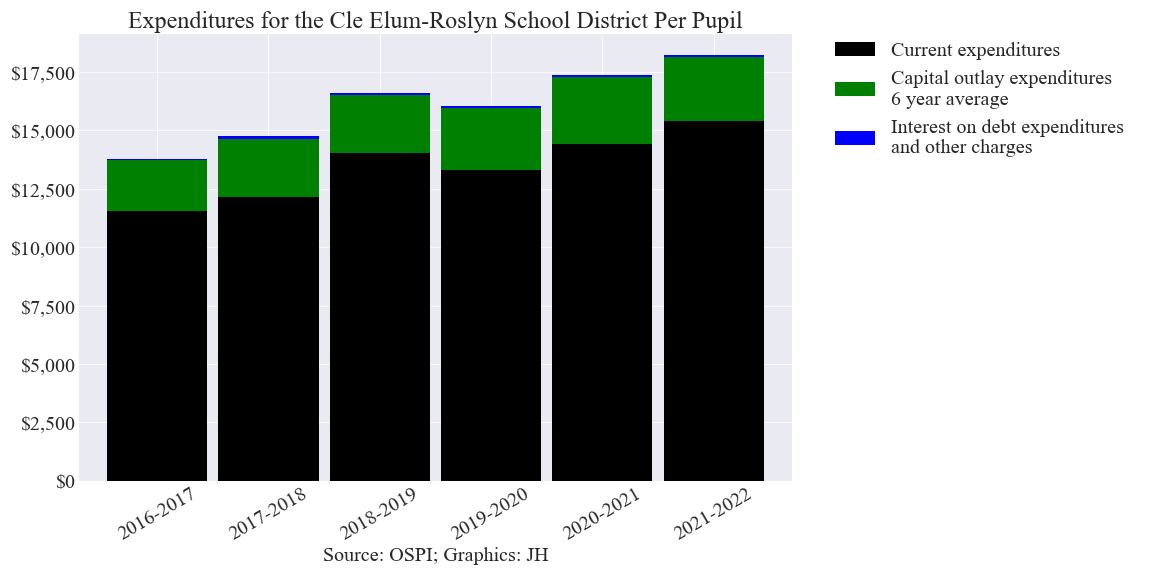 Expenditures for the Cle Elum-Roslyn School District Per Pupil
$17,500
$15,000
$12,500
$10,000
$7,500
$5,000
$2,500
$0
2016-2017
2017-2018
2018-2019
2019-2020
2020-2021
2021-2022
Source: OSPI; Graphics: JH
Current expenditures
Capital outlay expenditures
6 year average
Interest on debt expenditures
and other charges